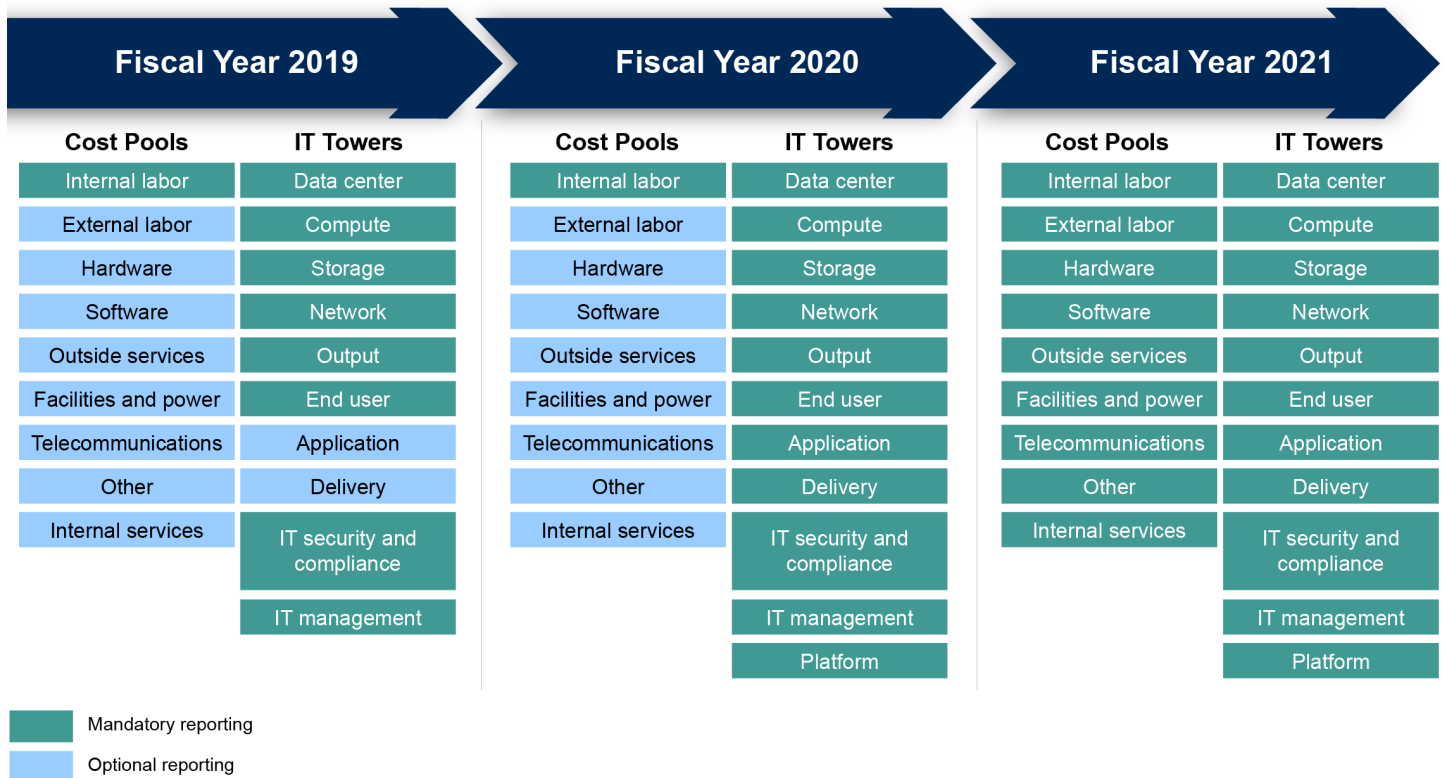 Fiscal Year 2019
Fiscal Year 2020
Fiscal Year 2021
Cost Pools
IT Towers
Internal labor
Data center
External labor
Compute
Hardware
Storage
Software
Network
Outside services
Output
Facilities and power
End user
Telecommunications
Application
Other
Delivery
Internal services
IT security and
compliance
IT management
Cost Pools
IT Towers
Internal labor
Data center
External labor
Compute
Hardware
Storage
Software
Network
Outside services
Output
Facilities and power
End user
Telecommunications
Application
Other
Delivery
Internal services
IT security and
compliance
IT management
Platform
Cost Pools
IT Towers
Internal labor
Data center
External labor
Compute
Hardware
Storage
Software
Network
Outside services
Output
Facilities and power
End user
Telecommunications
Application
Other
Delivery
Internal services
IT security and
compliance
IT management
Platform
Mandatory reporting
Optional reporting